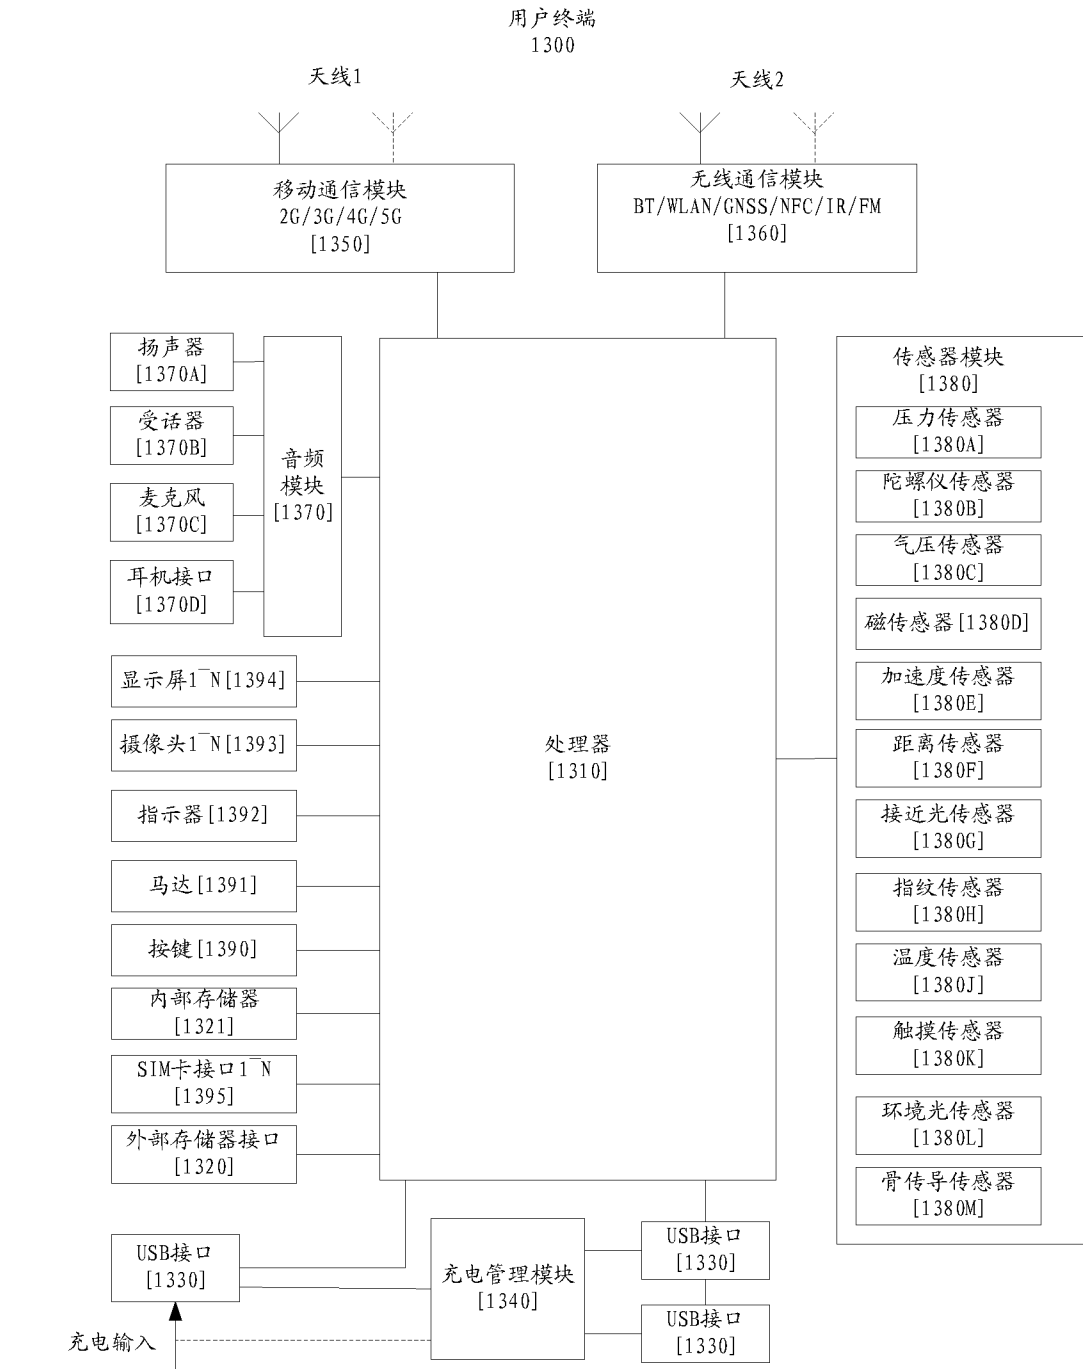 用户终端
1300
天线1
天线2
移动通信模块
2G/3G/4G/5G
[1350]
无线通信模块
BT/WLAN/GNSS/NFC/IR/FM
[1360]
扬声器
[1370A]
受话器
[1370B]
麦克风
[1370C]
耳机接口
[1370D]
音频
模块
[1370]
显示屏1~N[1394]
摄像头1~N[1393]
指示器[1392]
马达[1391]
按键[1390]
内部存储器
[1321]
SIM卡接口1~N
[1395]
外部存储器接口
[1320]
处理器
[1310]
传感器模块
[1380]
压力传感器
[1380A]
陀螺仪传感器
[1380B]
气压传感器
[1380C]
磁传感器[1380D]
加速度传感器
[1380E]
距离传感器
[1380F]
接近光传感器
[1380G]
指纹传感器
[1380H]
温度传感器
[1380J]
触摸传感器
[1380K]
环境光传感器
[1380L]
骨传导传感器
[1380M]
USB接口
[1330]
充电管理模块
[1340]
USB接口
[1330]
USB接口
[1330]
充电输入